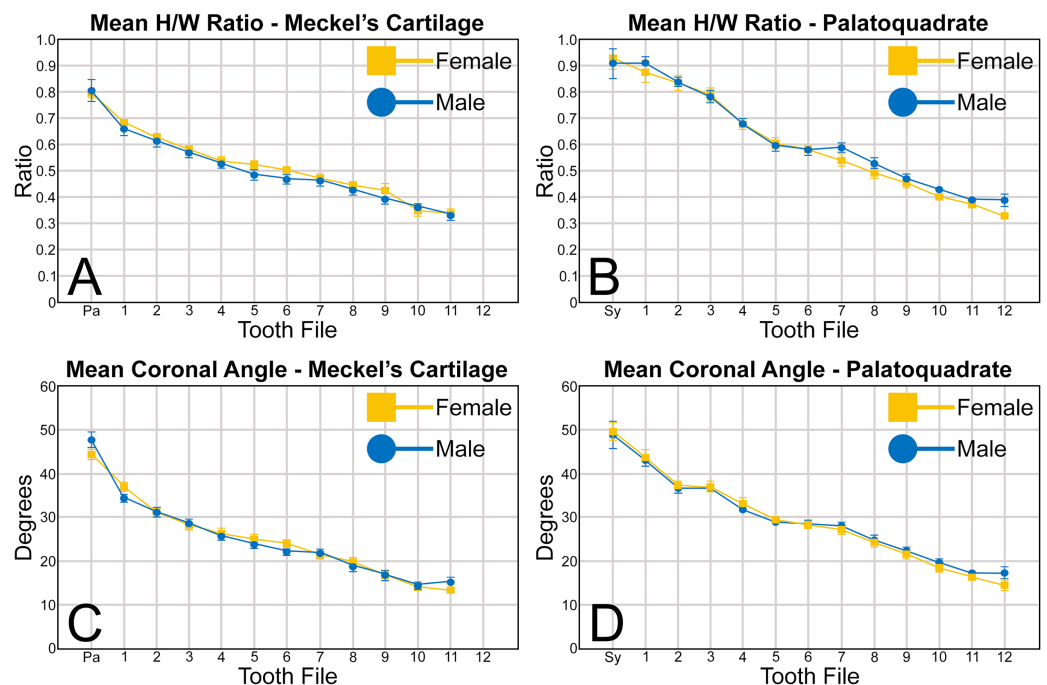 Mean H/W Ratio - Meckel’s Cartilage
1.0
0.9
0.8
0.7
0.6
0.5
0.4
0.3
0.2
0.1
0
Ratio
Female
Male
A
Pa 1 2 3 4 5 6 7 8 9 10 11 12
Tooth File
Mean H/W Ratio - Palatoquadrate
1.0
0.9
0.8
0.7
0.6
0.5
0.4
0.3
0.2
0.1
0
Ratio
Female
Male
B
Sy 1 2 3 4 5 6 7 8 9 10 11 12
Tooth File
Mean Coronal Angle - Meckel’s Cartilage
60
50
40
30
20
10
0
Degrees
Female
Male
C
Pa 1 2 3 4 5 6 7 8 9 10 11 12
Tooth File
Mean Coronal Angle - Palatoquadrate
60
50
40
30
20
10
0
Degrees
Female
Male
D
Sy 1 2 3 4 5 6 7 8 9 10 11 12
Tooth File